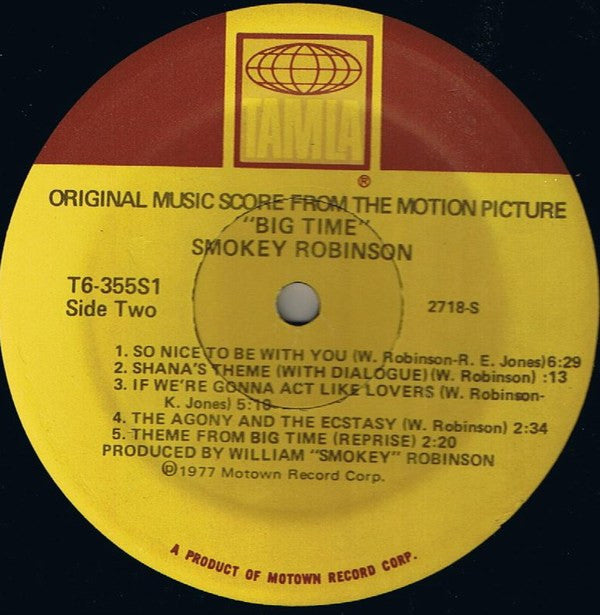 TAMLA
®
ORIGINAL MUSIC SCORE FROM THE MOTION PICTURE
"BIG TIME"
SMOKEY ROBINSON
T6-355S1
Side Two
2718-S
1. SO NICE TO BE WITH YOU (W. Robinson-R. E. Jones)6:29
2. SHANA'S THEME (WITH DIALOGUE) (W. Robinson) :13
3. IF WE'RE GONNA ACT LIKE LOVERS (W. Robinson-
K. Jones) 5:18
4. THE AGONY AND THE ECSTASY (W. Robinson) 2:34
5. THEME FROM BIG TIME (REPRISE) 2:20
PRODUCED BY WILLIAM "SMOKEY" ROBINSON
℗1977 Motown Record Corp.
A PRODUCT OF MOTOWN RECORD CORP.